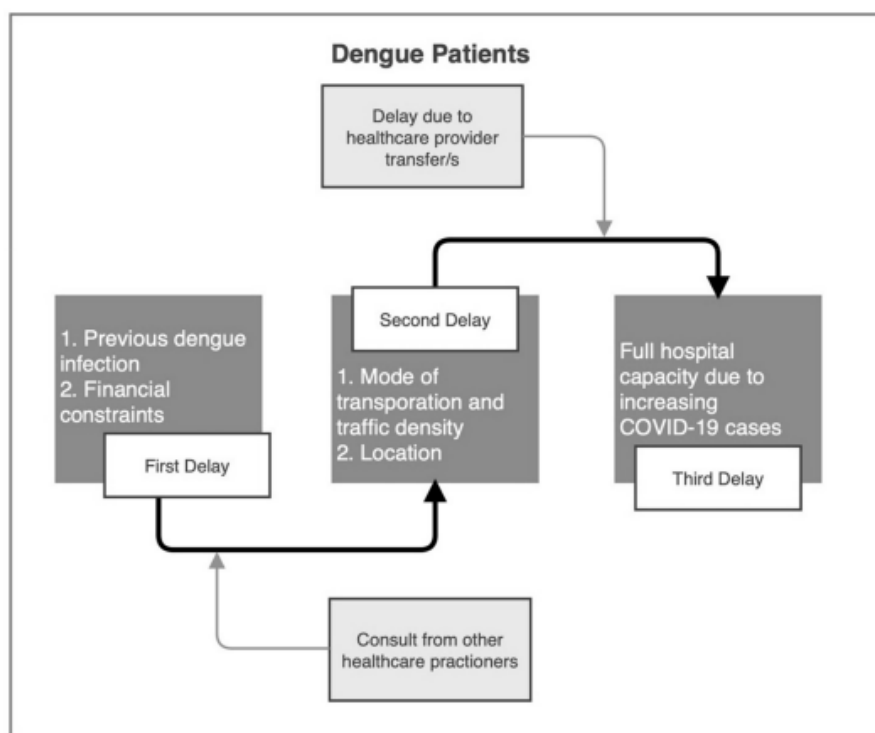 Dengue Patients
Delay due to
healthcare provider
transfer/s
1. Previous dengue
infection
2. Financial
constraints
First Delay
Second Delay
1. Mode of
transporation and
traffic density
2. Location
Full hospital
capacity due to
increasing
COVID-19 cases
Third Delay
Consult from other
healthcare practioners